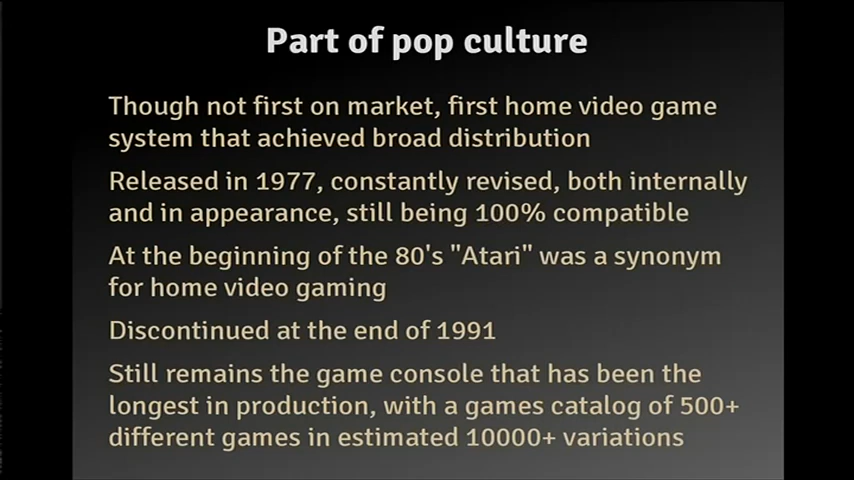 Part of pop culture
Though not first on market, first home video game
system that achieved broad distribution
Released in 1977, constantly revised, both internally
and in appearance, still being 100% compatible
At the beginning of the 80's "Atari" was a synonym
for home video gaming
Discontinued at the end of 1991
Still remains the game console that has been the
longest in production, with a games catalog of 500+
different games in estimated 10000+ variations